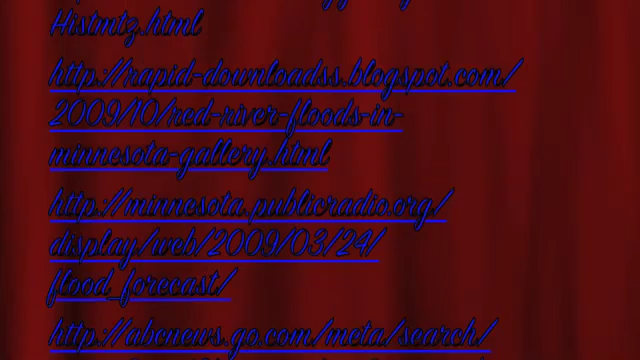 Histmtz.html
http://rapid-downloadss.blogspot.com/
2009/10/red-river-floods-in-
minnesota-gallery.html
http://minnesota.publicradio.org/
display/web/2009/03/24/
flood_forecast/
http://abcnews.go.com/meta/search/